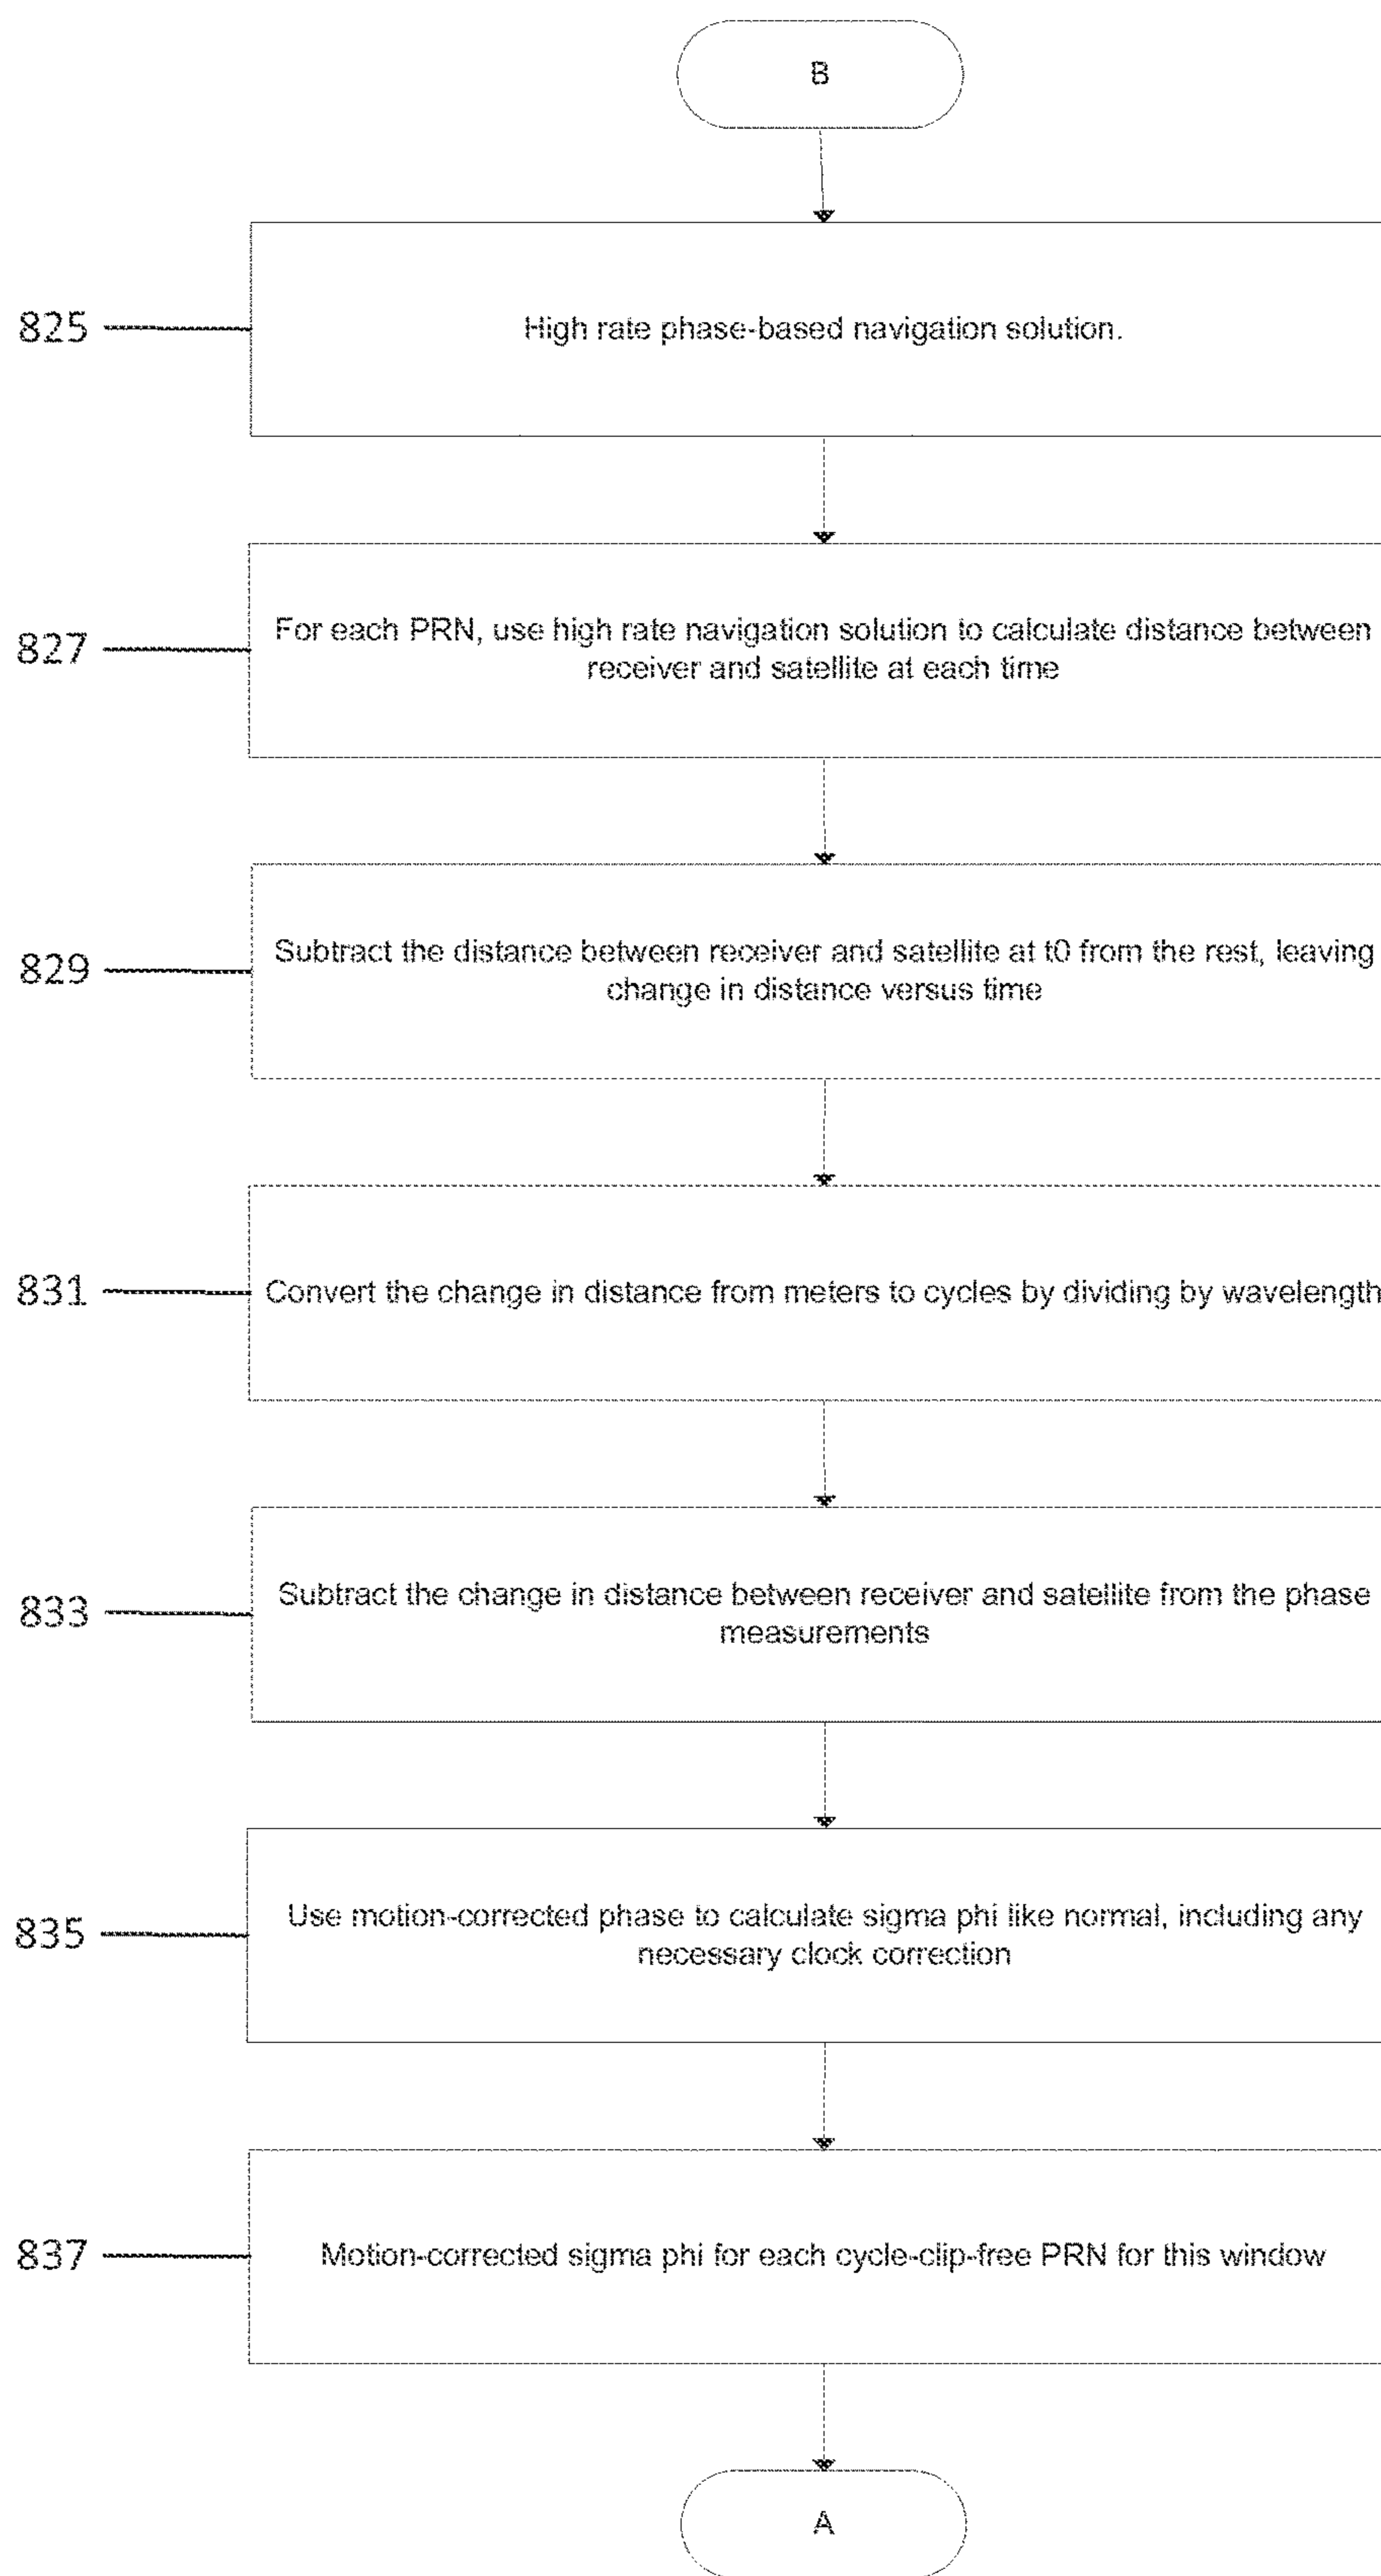 B
825
High rate phase-based navigation solution.
827
For each PRN, use high rate navigation solution to calculate distance between
receiver and satellite at each time
829
Subtract the distance between receiver and satellite at t0 from the rest, leaving
change in distance versus time
831
Convert the change in distance from meters to cycles by dividing by wavelength
833
Subtract the change in distance between receiver and satellite from the phase
measurements
835
Use motion-corrected phase to calculate sigma phi like normal, including any
necessary clock correction
837
Motion-corrected sigma phi for each cycle-clip-free PRN for this window
A